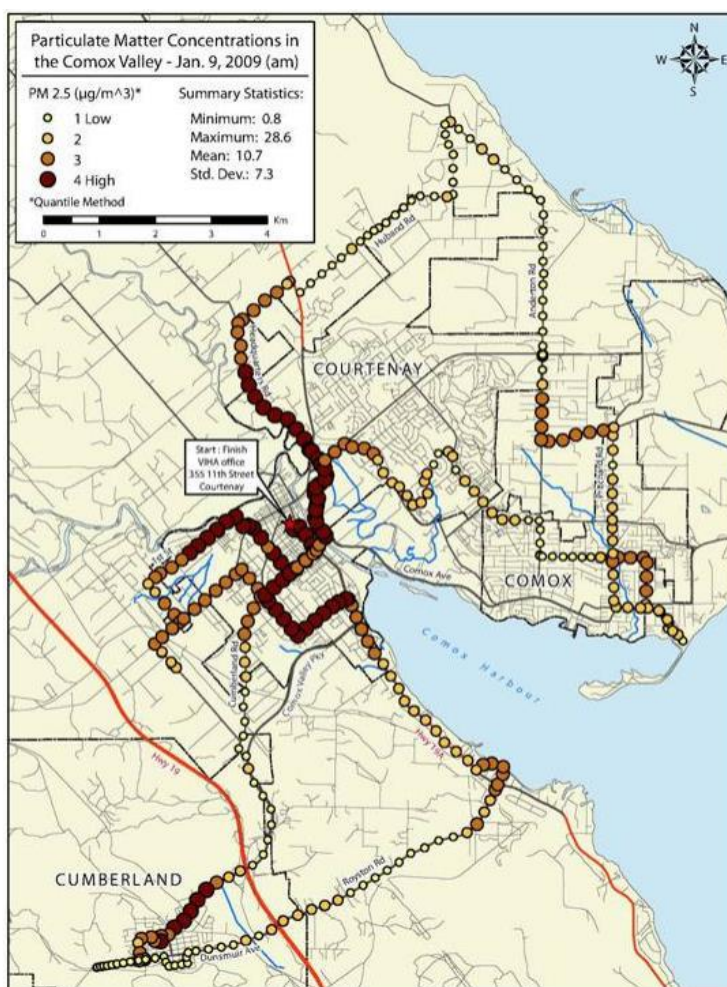 Particulate Matter Concentrations in
the Comox Valley - Jan. 9, 2009 (am)
PM 2.5 (µg/m^3)*
1 Low
2
3
4 High
*Quantile Method
Summary Statistics:
Minimum: 0.8
Maximum: 28.6
Mean: 10.7
Std. Dev.: 7.3
0 1 2 4 Km
N
W E
S
Huband Rd
Anderton Rd
COURTENAY
Start : Finish
VIHA office
355 11th Street
Courtenay
Pritchard Rd
Comox Ave
COMOX
Comox Harbour
Cumberland Rd
Comox Valley Pky
Hwy 19A
Hwy 19
Royston Rd
CUMBERLAND
Dunsmuir Ave